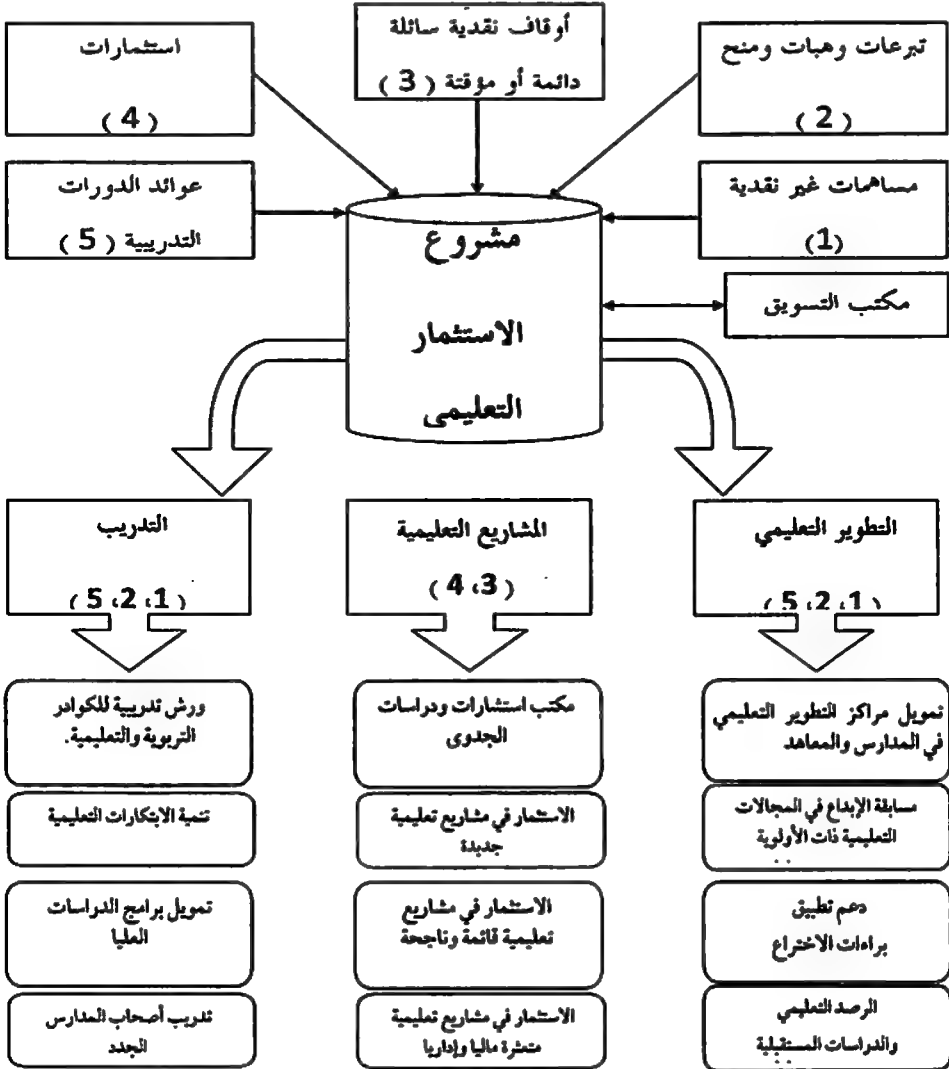 أوقاف نقدية سائلة
دائمة أو مؤقتة ( 3 )
تبرعات وهبات ومنح
( 2 )
استثمارات
( 4 )
مساهمات غير نقدية
(1)
عوائد الدورات
التدريبية ( 5 )
مكتب التسويق
مشروع
الاستثمار
التعليمى
التطوير التعليمي
( 5 ،2 ،1)
المشاريع التعليمية
( 4 ،3)
التدريب
( 5 ،2 ،1)
تمويل مراكز التطوير التعليمي
في المدارس والمعاهد
مسابقة الإبداع في المجالات
التعليمية ذات الأولوية
دعم تطبيق
براءات الاختراع
الرصد التعليمي
والدراسات المستقبلية
مكتب استشارات ودراسات
الجدوى
الاستثمار في مشاريع تعليمية
جديدة
الاستثمار في مشاريع
تعليمية قائمة وناجحة
الاستثمار في مشاريع تعليمية
متعثرة ماليا وإداريا
ورش تدريبية للكوادر
التربوية والتعليمية.
تنمية الابتكارات التعليمية
تمويل برامج الدراسات
العليا
تدريب أصحاب المدارس
الجدد